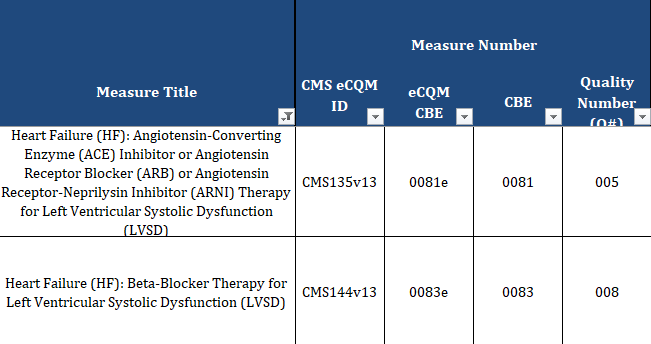 Measure Number
Measure Title
CMS eCQM
ID
eCQM
CBE
CBE
Quality
Number
(Q#)
Heart Failure (HF): Angiotensin-Converting
Enzyme (ACE) Inhibitor or Angiotensin
Receptor Blocker (ARB) or Angiotensin
Receptor-Neprilysin Inhibitor (ARNI) Therapy
for Left Ventricular Systolic Dysfunction
(LVSD)
CMS135v13
0081e
0081
005
Heart Failure (HF): Beta-Blocker Therapy for
Left Ventricular Systolic Dysfunction (LVSD)
CMS144v13
0083e
0083
008